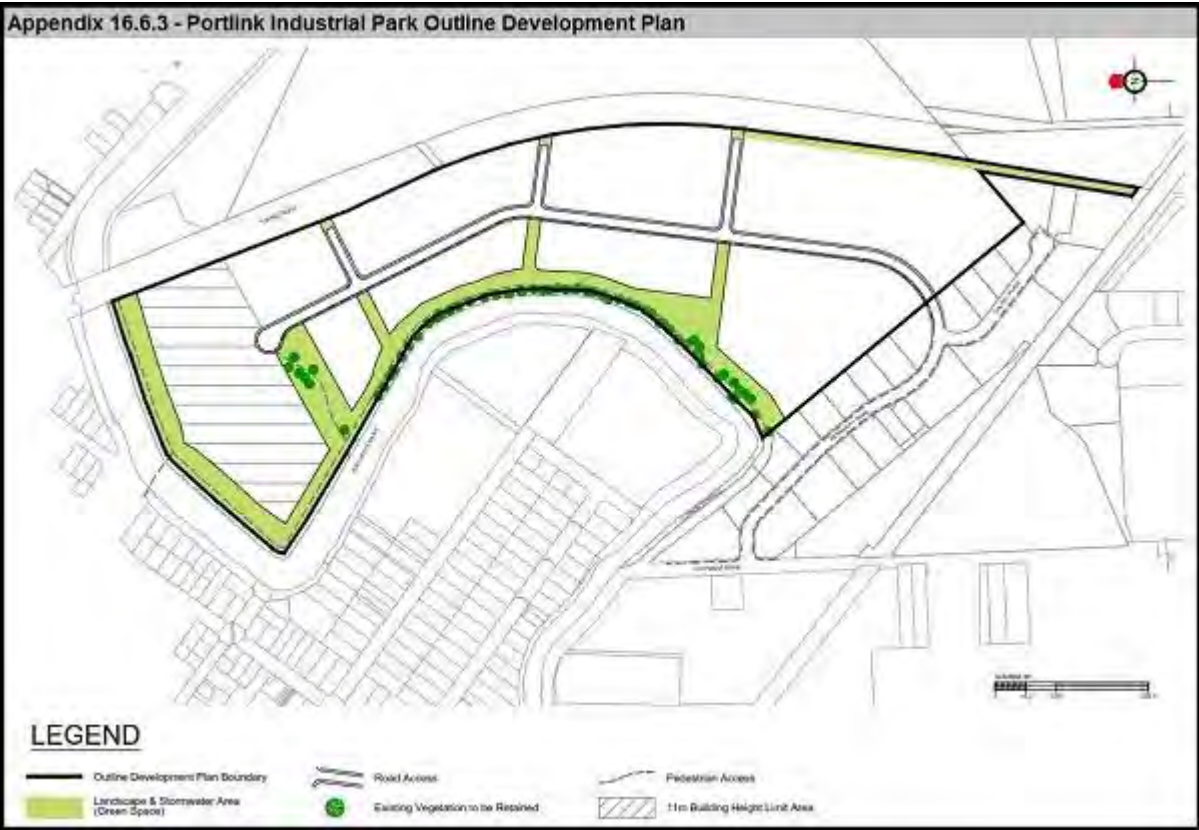 Appendix 16.6.3 - Portlink Industrial Park Outline Development Plan
N
LEGEND
Outline Development Plan Boundary
Road Access
Pedestrian Access
Landscape & Stormwater Area
(Green Space)
Existing Vegetation to be Retained
11m Building Height Limit Area